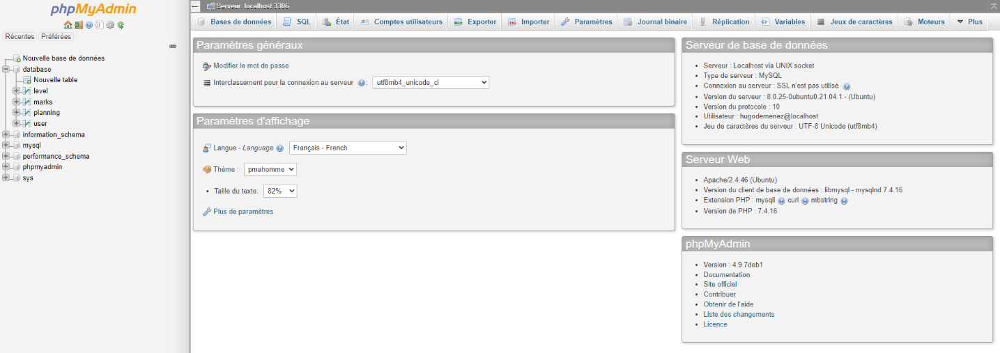 phpMyAdmin
Récentes Préférées
Nouvelle base de données
database
Nouvelle table
level
marks
planning
user
information_schema
mysql
performance_schema
phpmyadmin
sys
Serveur: localhost:3306
Bases de données SQL État Comptes utilisateurs Exporter Importer Paramètres Journal binaire Réplication Variables Jeux de caractères Moteurs Plus
Paramètres généraux
Modifier le mot de passe
Interclassement pour la connexion au serveur : utf8mb4_unicode_ci
Paramètres d'affichage
Langue - Language Français - French
Thème : pmahomme
Taille du texte: 82%
Plus de paramètres
Serveur de base de données
Serveur : Localhost via UNIX socket
Type de serveur : MySQL
Connexion au serveur : SSL n'est pas utilisé
Version du serveur : 8.0.25-0ubuntu0.21.04.1 - (Ubuntu)
Version du protocole : 10
Utilisateur : hugodemenez@localhost
Jeu de caractères du serveur : UTF-8 Unicode (utf8mb4)
Serveur Web
Apache/2.4.46 (Ubuntu)
Version du client de base de données : libmysql - mysqlnd 7.4.16
Extension PHP : mysqli curl mbstring
Version de PHP : 7.4.16
phpMyAdmin
Version : 4.9.7deb1
Documentation
Site officiel
Contribuer
Obtenir de l'aide
Liste des changements
Licence